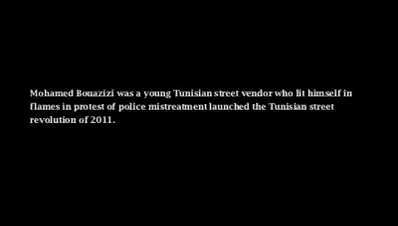 Mohamed Bouazizi was a young Tunisian street vendor who lit himself in
flames in protest of police mistreatment launched the Tunisian street
revolution of 2011.